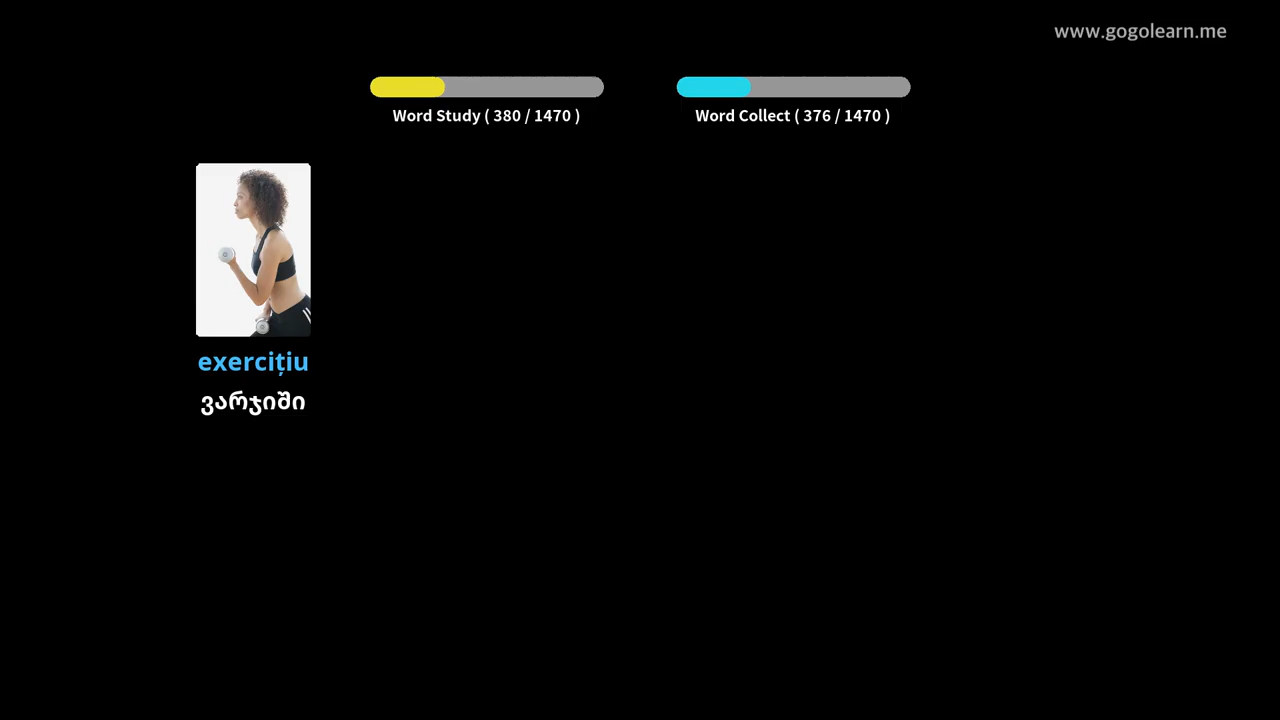 www.gogolearn.me
Word Study ( 380 / 1470 )
Word Collect ( 376 / 1470 )
exercițiu
ვარჯიში